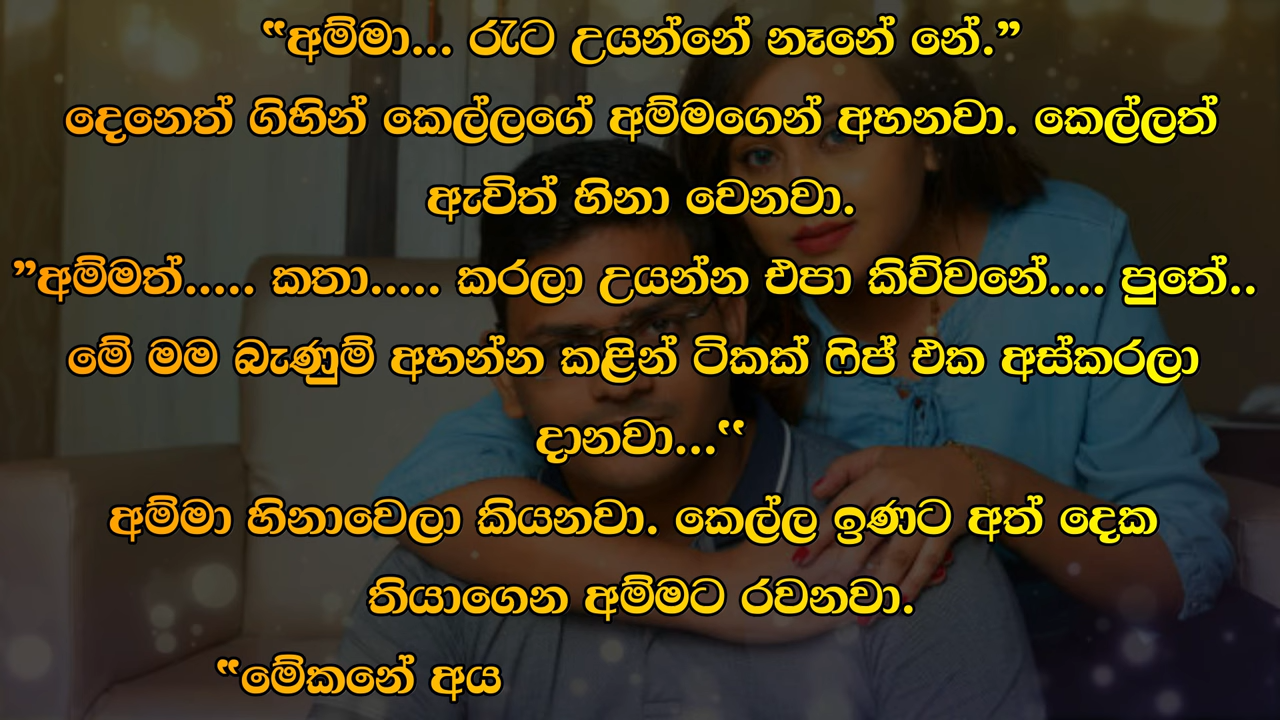 “අම්මා... රෑට උයන්නේ නෑනේ නේ.”
දෙනෙත් ගිහින් කෙල්ලගේ අම්මගෙන් අහනවා. කෙල්ලත්
ඇවිත් හිනා වෙනවා.
”අම්මත්..... කතා..... කරලා උයන්න එපා කිව්වනේ.... පුතේ..
මේ මම බැණුම් අහන්න කළින් ටිකක් ෆිජ් එක අස්කරලා
දානවා...‟
අම්මා හිනාවෙලා කියනවා. කෙල්ල ඉණට අත් දෙක
තියාගෙන අම්මට රවනවා.
“මේකනේ අය